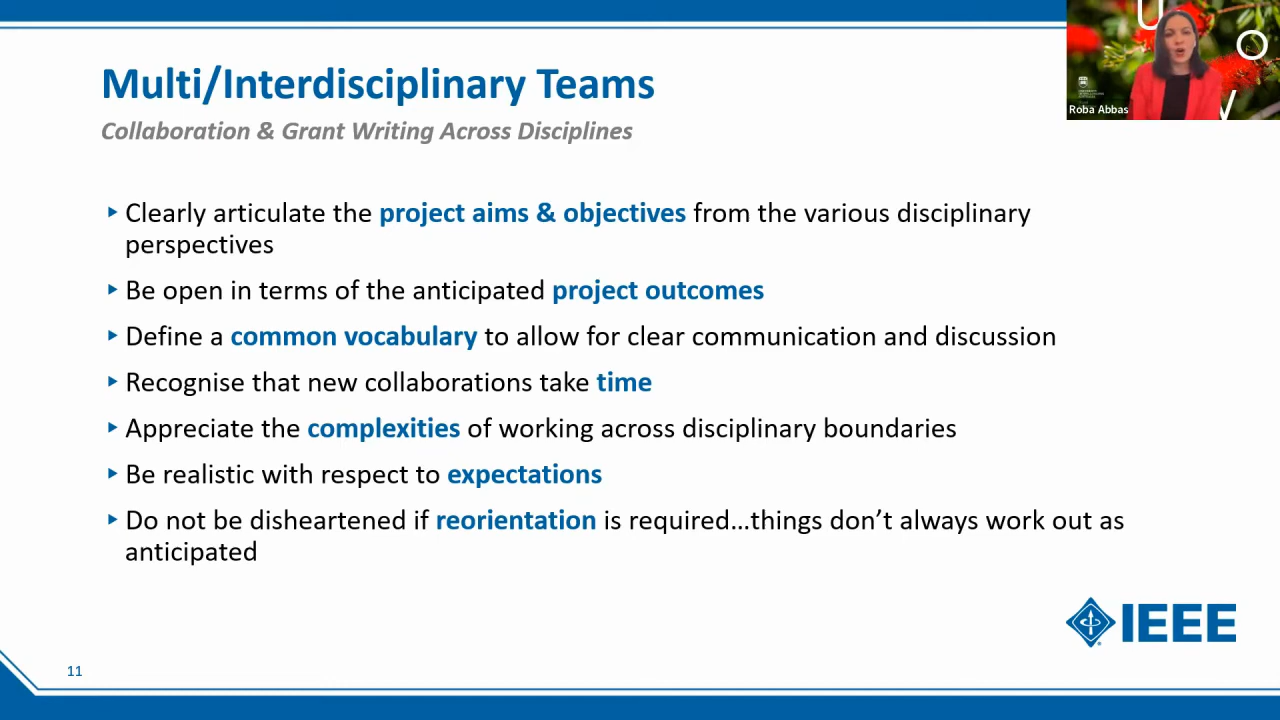 Multi/Interdisciplinary Teams
Collaboration & Grant Writing Across Disciplines
U
O
W
Roba Abbas
▸ Clearly articulate the project aims & objectives from the various disciplinary
perspectives
▸ Be open in terms of the anticipated project outcomes
▸ Define a common vocabulary to allow for clear communication and discussion
▸ Recognise that new collaborations take time
▸ Appreciate the complexities of working across disciplinary boundaries
▸ Be realistic with respect to expectations
▸ Do not be disheartened if reorientation is required…things don’t always work out as
anticipated
IEEE
11